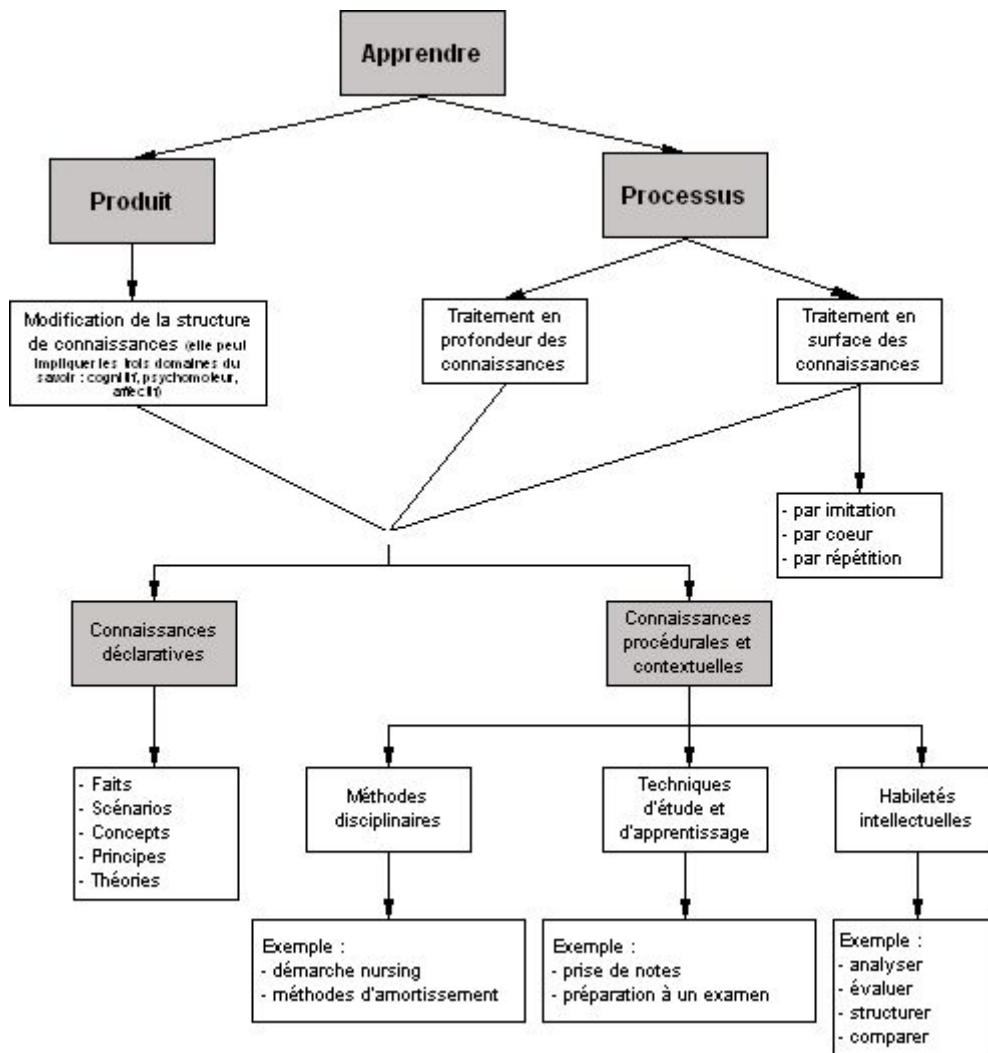 Apprendre
Produit
Processus
Modification de la structure
de connaissances (elle peut
impliquer les trois domaines du
savoir : cognitif, psychomoteur,
affectif)
Traitement en
profondeur des
connaissances
Traitement en
surface des
connaissances
- par imitation
- par coeur
- par répétition
Connaissances
déclaratives
Connaissances
procédurales et
contextuelles
- Faits
- Scénarios
- Concepts
- Principes
- Théories
Méthodes
disciplinaires
Techniques
d'étude et
d'apprentissage
Habiletés
intellectuelles
Exemple :
- démarche nursing
- méthodes d'amortissement
Exemple :
- prise de notes
- préparation à un examen
Exemple :
- analyser
- évaluer
- structurer
- comparer